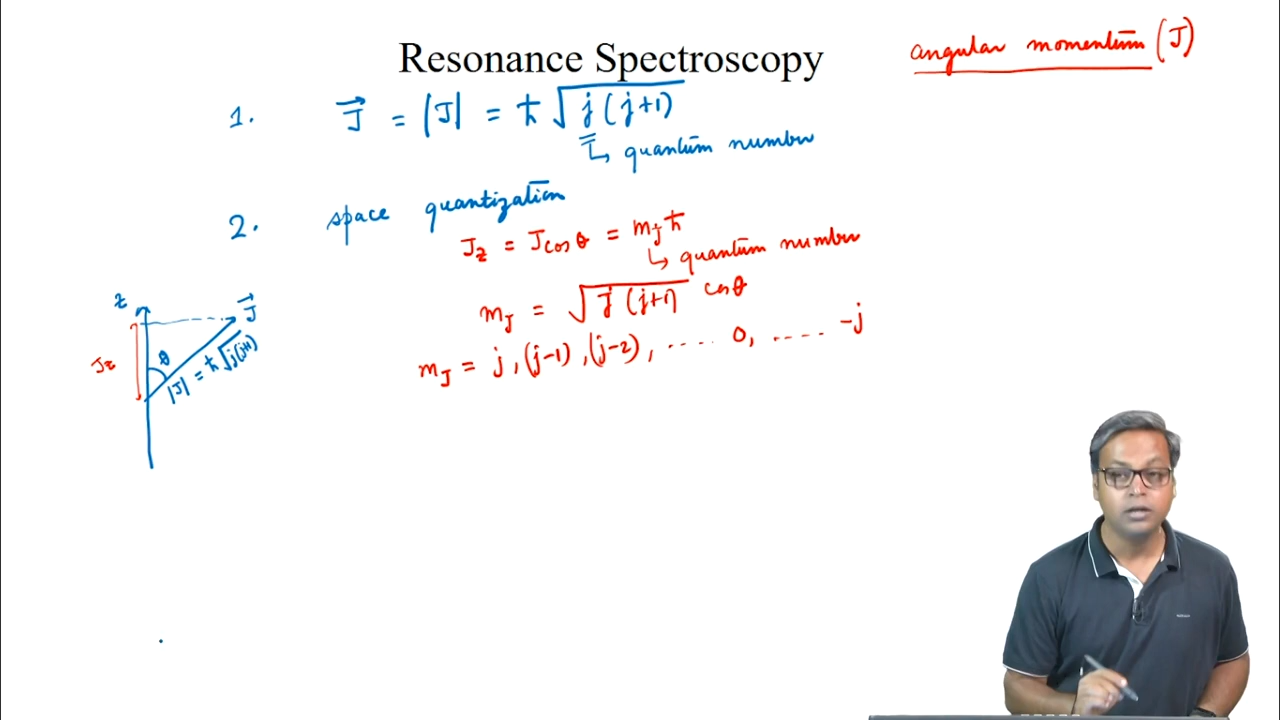 Resonance Spectroscopy
angular momentum (J)
1. J⃗ = |J| = ħ √j(j+1)
↳ quantum number
2. space quantization
J_z = J cos θ = m_J ħ
↳ quantum number
m_J = √j(j+1) cos θ
m_J = j, (j-1), (j-2), ..... 0, ..... -j
z
J⃗
θ
J_z
|J| = ħ √j(j+1)